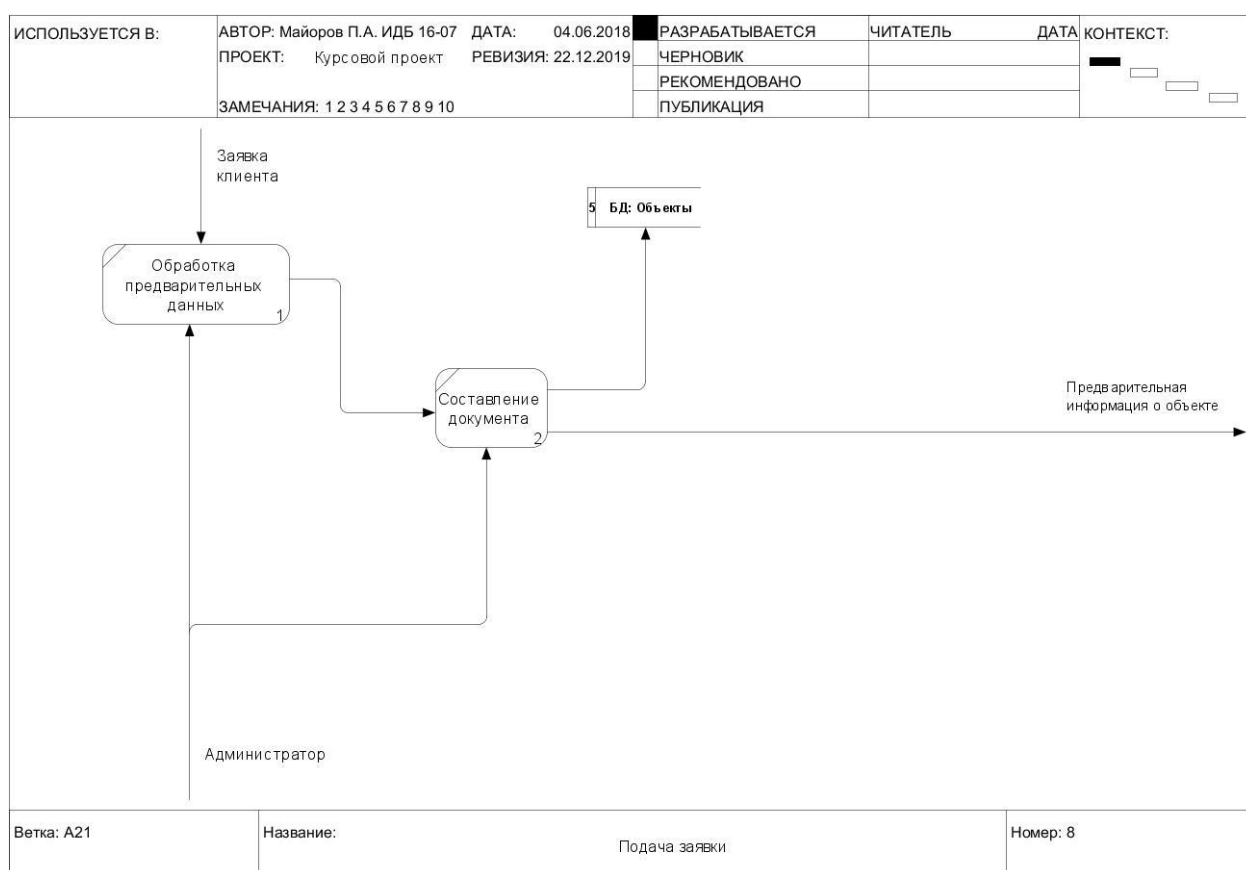 ИСПОЛЬЗУЕТСЯ В:
АВТОР: Майоров П.А. ИДБ 16-07 ДАТА: 04.06.2018
ПРОЕКТ: Курсовой проект РЕВИЗИЯ: 22.12.2019
ЗАМЕЧАНИЯ: 1 2 3 4 5 6 7 8 9 10
РАЗРАБАТЫВАЕТСЯ
ЧЕРНОВИК
РЕКОМЕНДОВАНО
ПУБЛИКАЦИЯ
ЧИТАТЕЛЬ ДАТА
КОНТЕКСТ:
Заявка
клиента
5 БД: Объекты
Обработка
предварительных
данных
1
Составление
документа
2
Предварительная
информация о объекте
Администратор
Ветка: A21
Название:
Подача заявки
Номер: 8